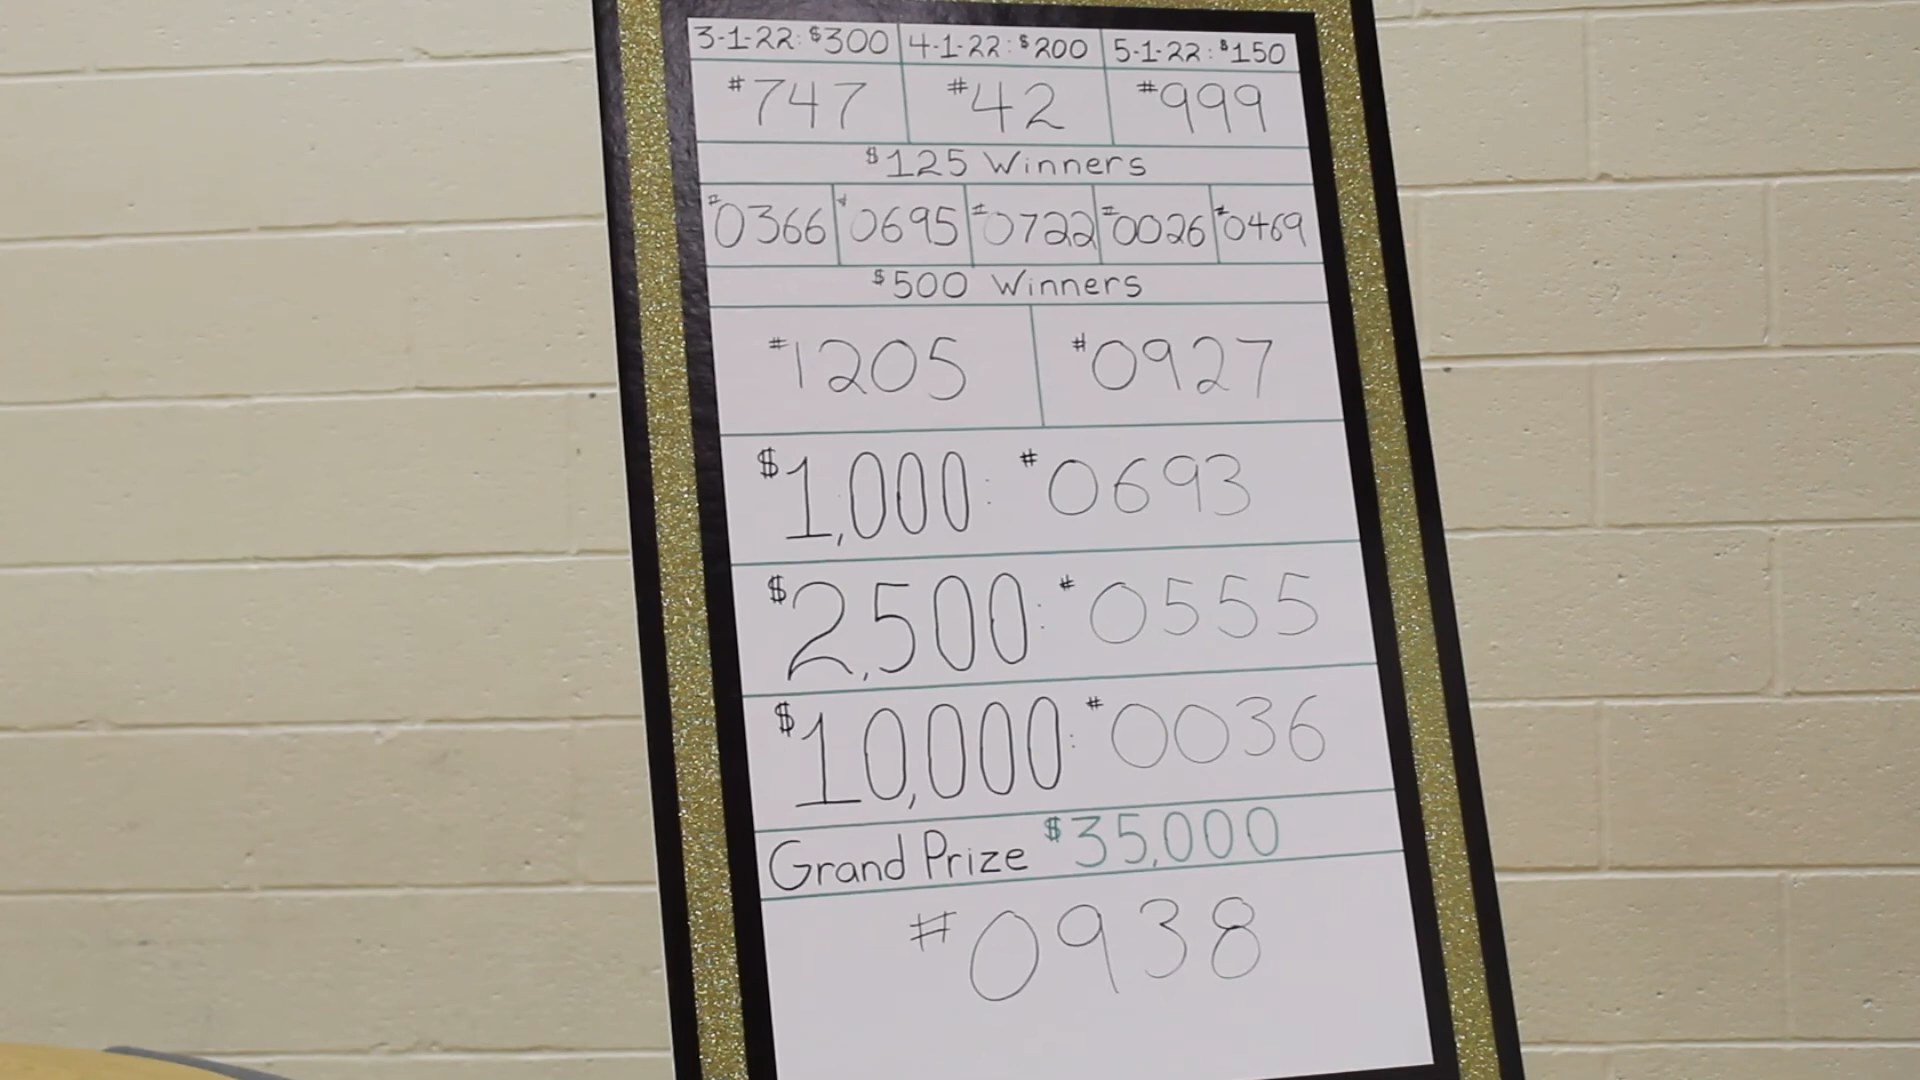 3-1-22: $300 4-1-22: $200 5-1-22: $150
#747 #42 #999
$125 Winners
#0366 #0695 #0722 #0026 #0469
$500 Winners
#1205 #0927
$1,000: #0693
$2,500: #0555
$10,000: #0036
Grand Prize $35,000
#0938